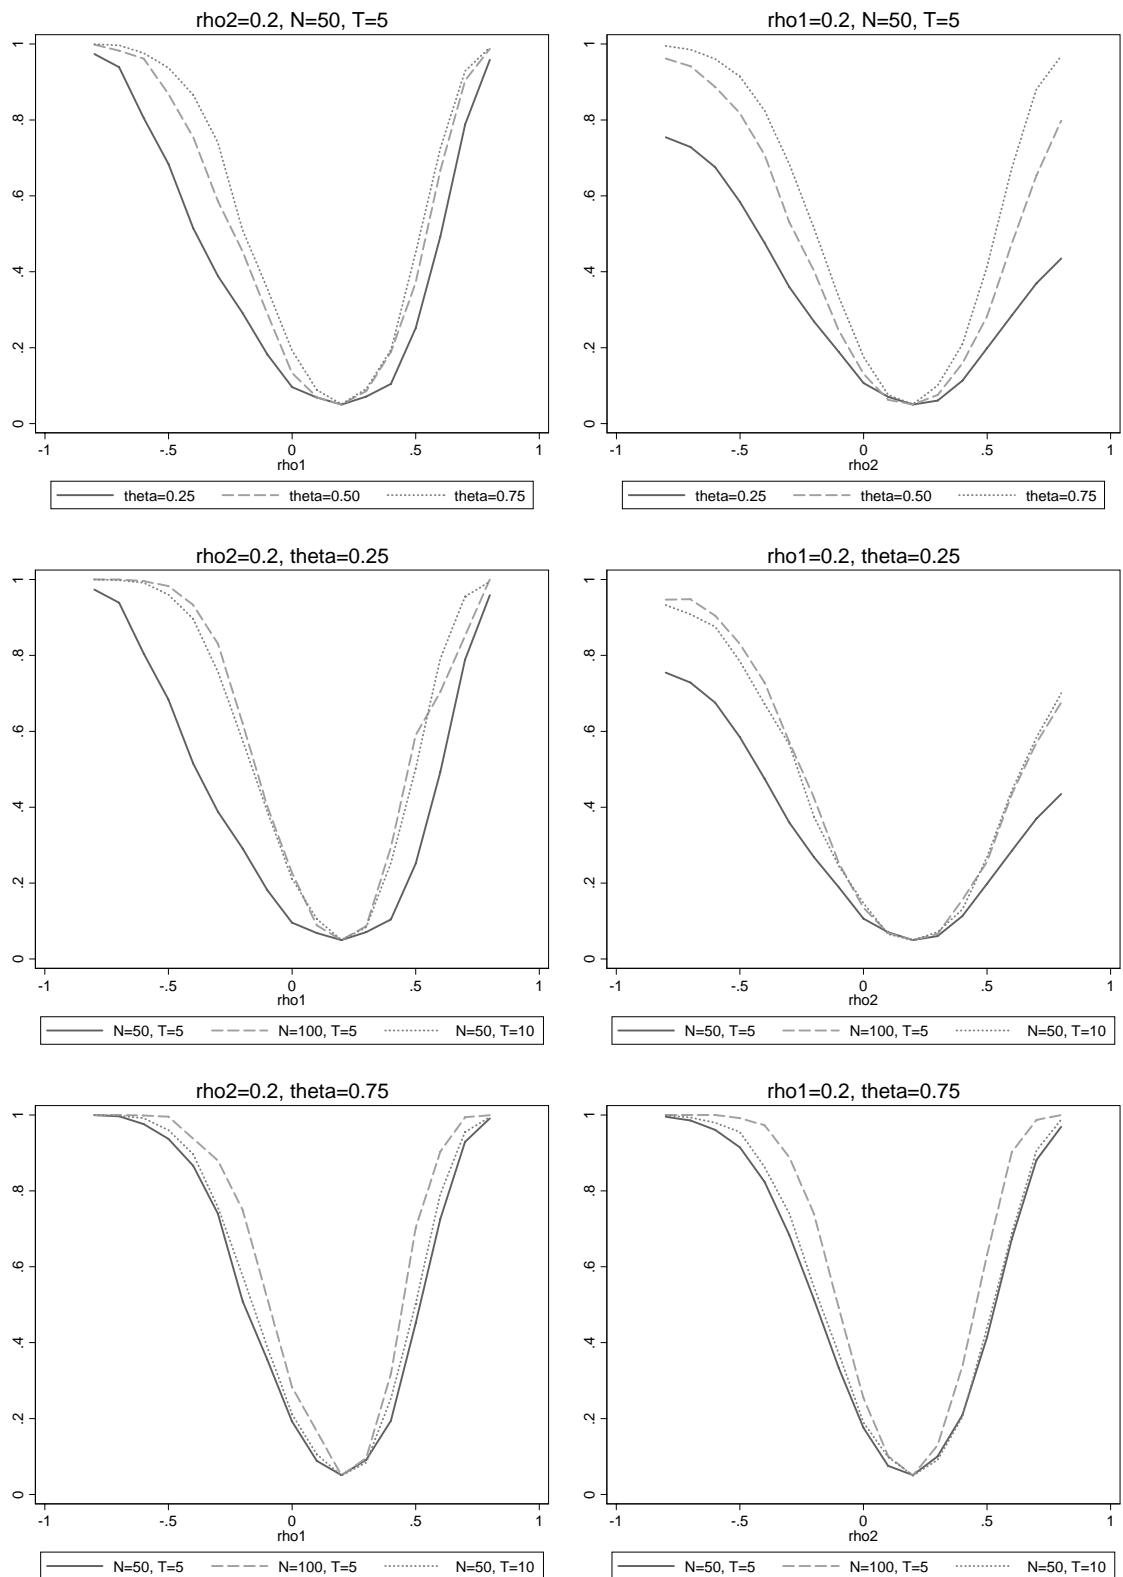 rho2=0.2, N=50, T=5
1
.8
.6
.4
.2
0
-1 -.5 0 .5 1
rho1
theta=0.25 theta=0.50 theta=0.75
rho1=0.2, N=50, T=5
1
.8
.6
.4
.2
0
-1 -.5 0 .5 1
rho2
theta=0.25 theta=0.50 theta=0.75
rho2=0.2, theta=0.25
1
.8
.6
.4
.2
0
-1 -.5 0 .5 1
rho1
N=50, T=5 N=100, T=5 N=50, T=10
rho1=0.2, theta=0.25
1
.8
.6
.4
.2
0
-1 -.5 0 .5 1
rho2
N=50, T=5 N=100, T=5 N=50, T=10
rho2=0.2, theta=0.75
1
.8
.6
.4
.2
0
-1 -.5 0 .5 1
rho1
N=50, T=5 N=100, T=5 N=50, T=10
rho1=0.2, theta=0.75
1
.8
.6
.4
.2
0
-1 -.5 0 .5 1
rho2
N=50, T=5 N=100, T=5 N=50, T=10